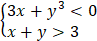 3x + y³ < 0
x + y > 3